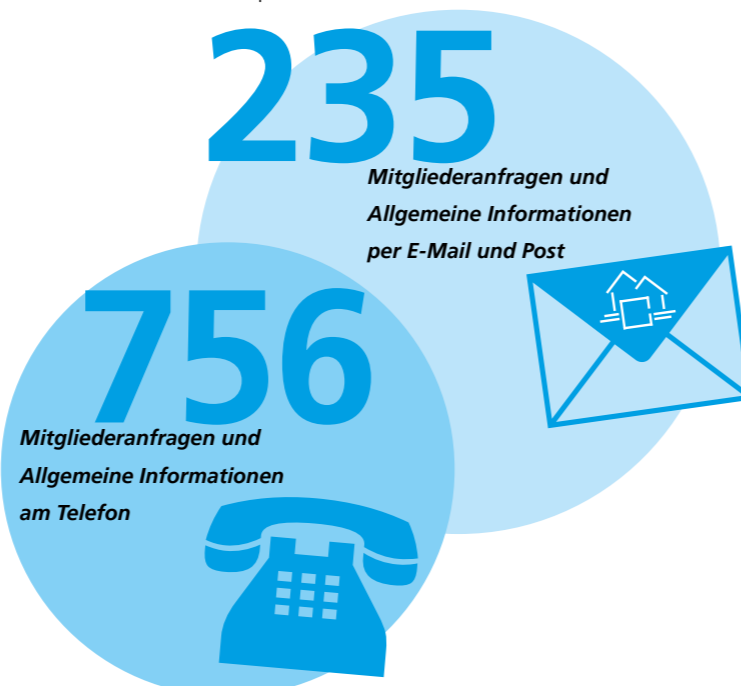 235
Mitgliederanfragen und
Allgemeine Informationen
per E-Mail und Post
756
Mitgliederanfragen und
Allgemeine Informationen
am Telefon